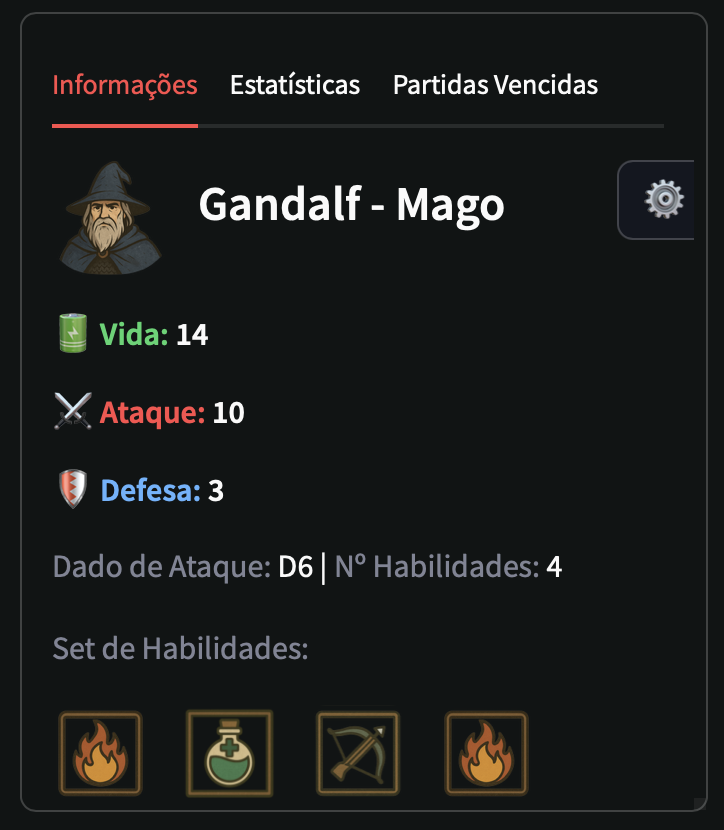 Informações Estatísticas Partidas Vencidas
Gandalf - Mago
Vida: 14
Ataque: 10
Defesa: 3
Dado de Ataque: D6 | Nº Habilidades: 4
Set de Habilidades: